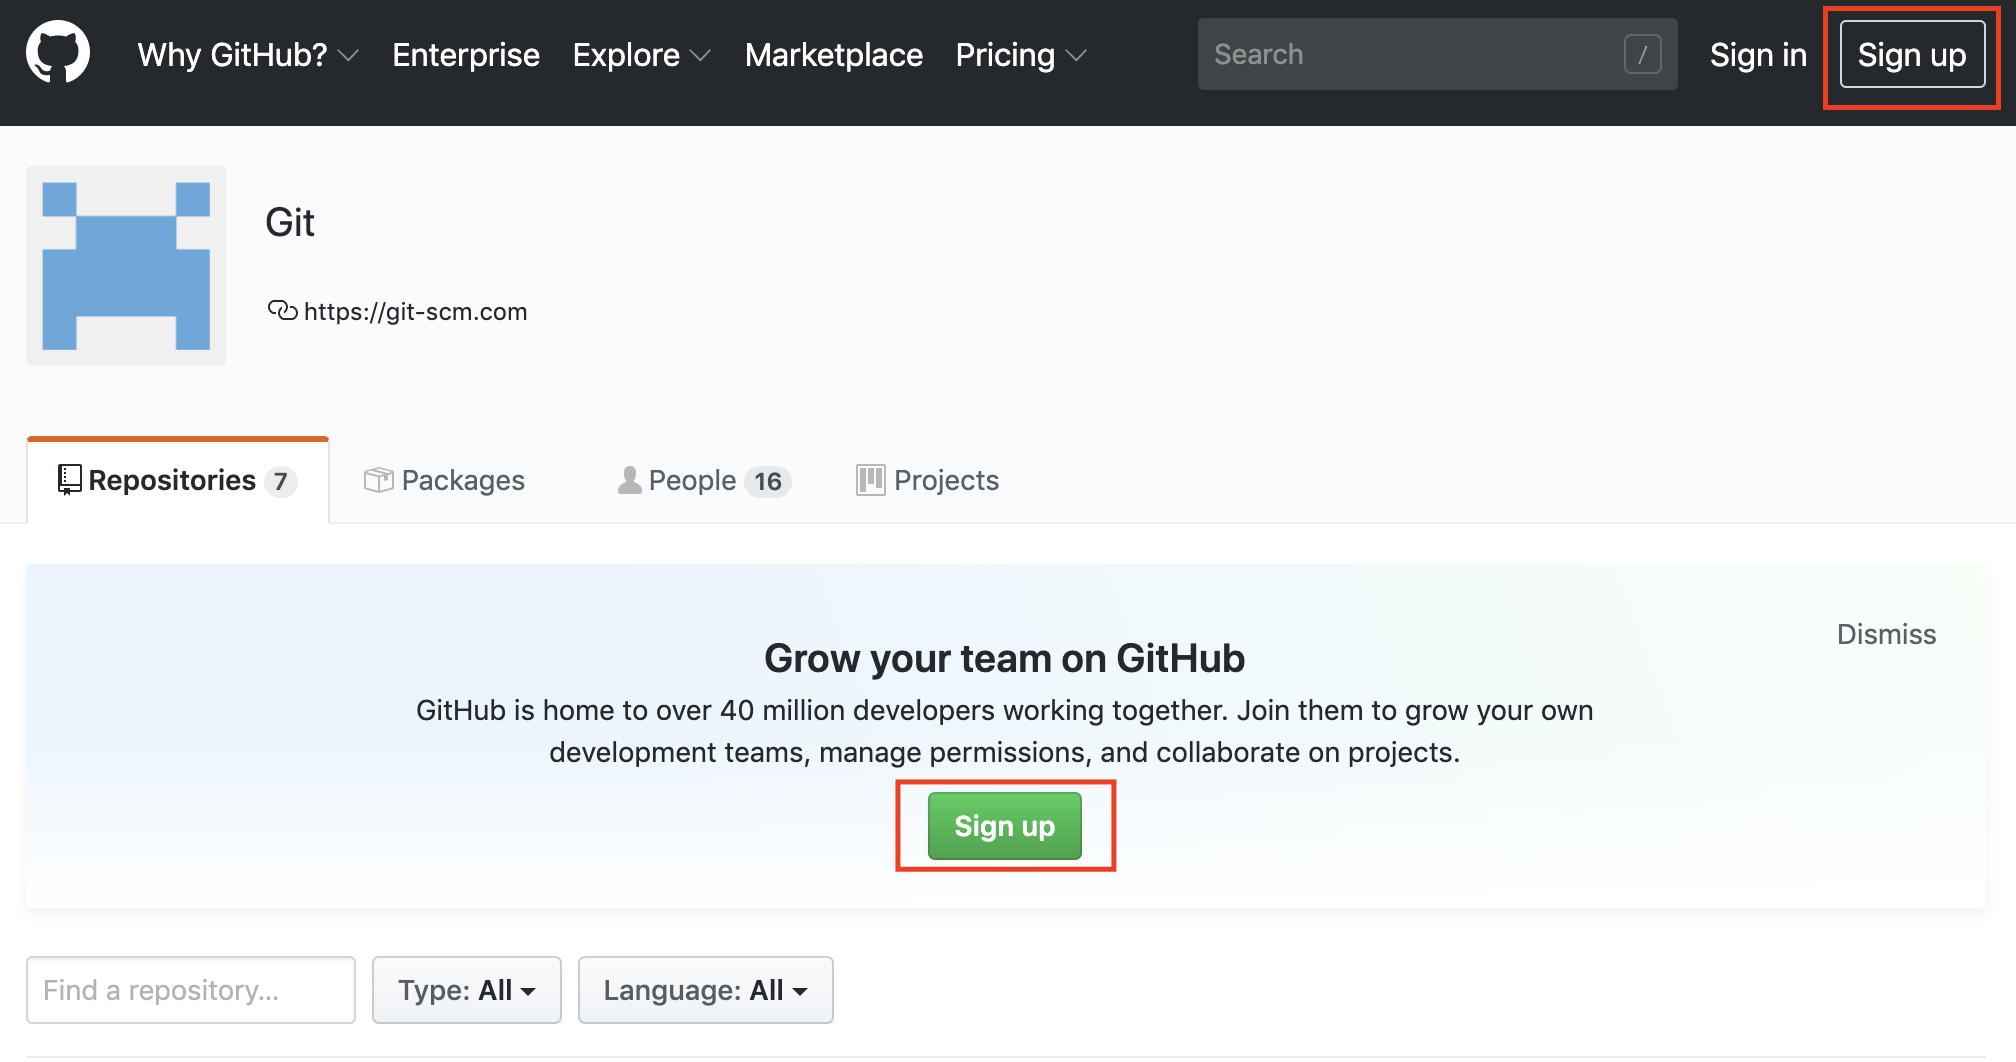 Why GitHub? Enterprise Explore Marketplace Pricing Search / Sign in Sign up
Git
https://git-scm.com
Repositories 7 Packages People 16 Projects
Dismiss
Grow your team on GitHub
GitHub is home to over 40 million developers working together. Join them to grow your own
development teams, manage permissions, and collaborate on projects.
Sign up
Find a repository... Type: All Language: All